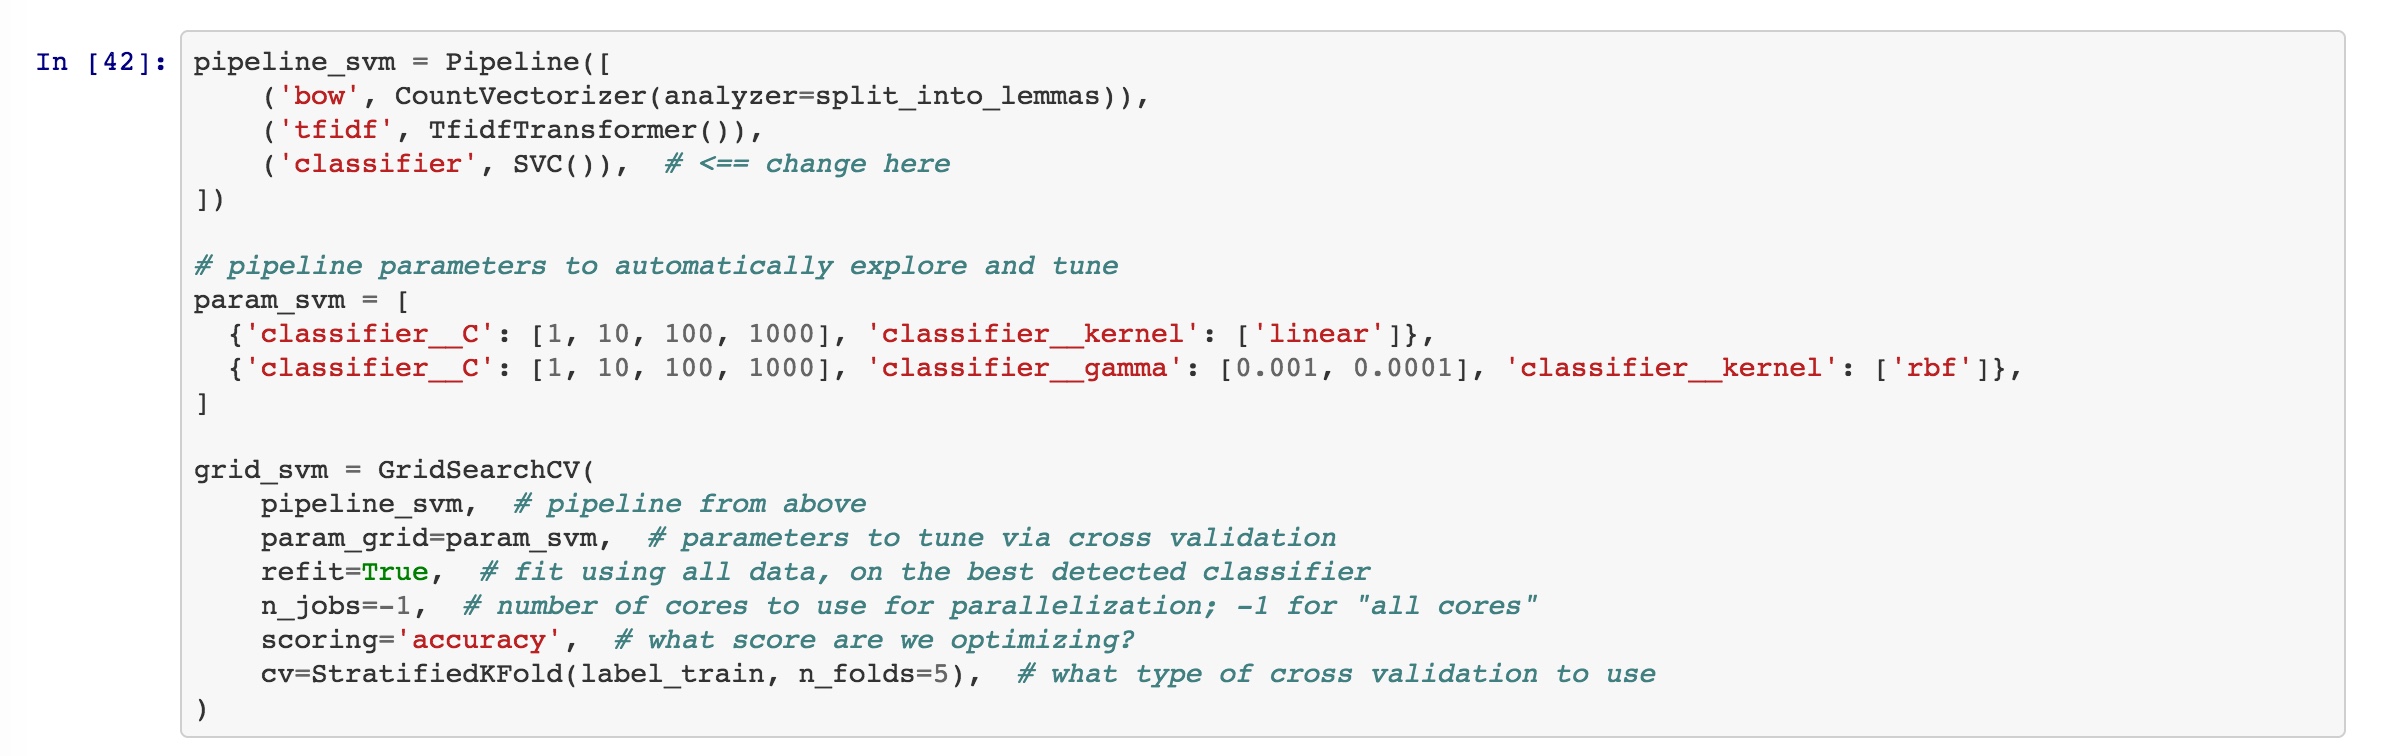 In [42]: pipeline_svm = Pipeline([
    ('bow', CountVectorizer(analyzer=split_into_lemmas)),
    ('tfidf', TfidfTransformer()),
    ('classifier', SVC()),  # <== change here
])

# pipeline parameters to automatically explore and tune
param_svm = [
  {'classifier__C': [1, 10, 100, 1000], 'classifier__kernel': ['linear']},
  {'classifier__C': [1, 10, 100, 1000], 'classifier__gamma': [0.001, 0.0001], 'classifier__kernel': ['rbf']},
]

grid_svm = GridSearchCV(
    pipeline_svm,  # pipeline from above
    param_grid=param_svm,  # parameters to tune via cross validation
    refit=True,  # fit using all data, on the best detected classifier
    n_jobs=-1,  # number of cores to use for parallelization; -1 for "all cores"
    scoring='accuracy',  # what score are we optimizing?
    cv=StratifiedKFold(label_train, n_folds=5),  # what type of cross validation to use
)